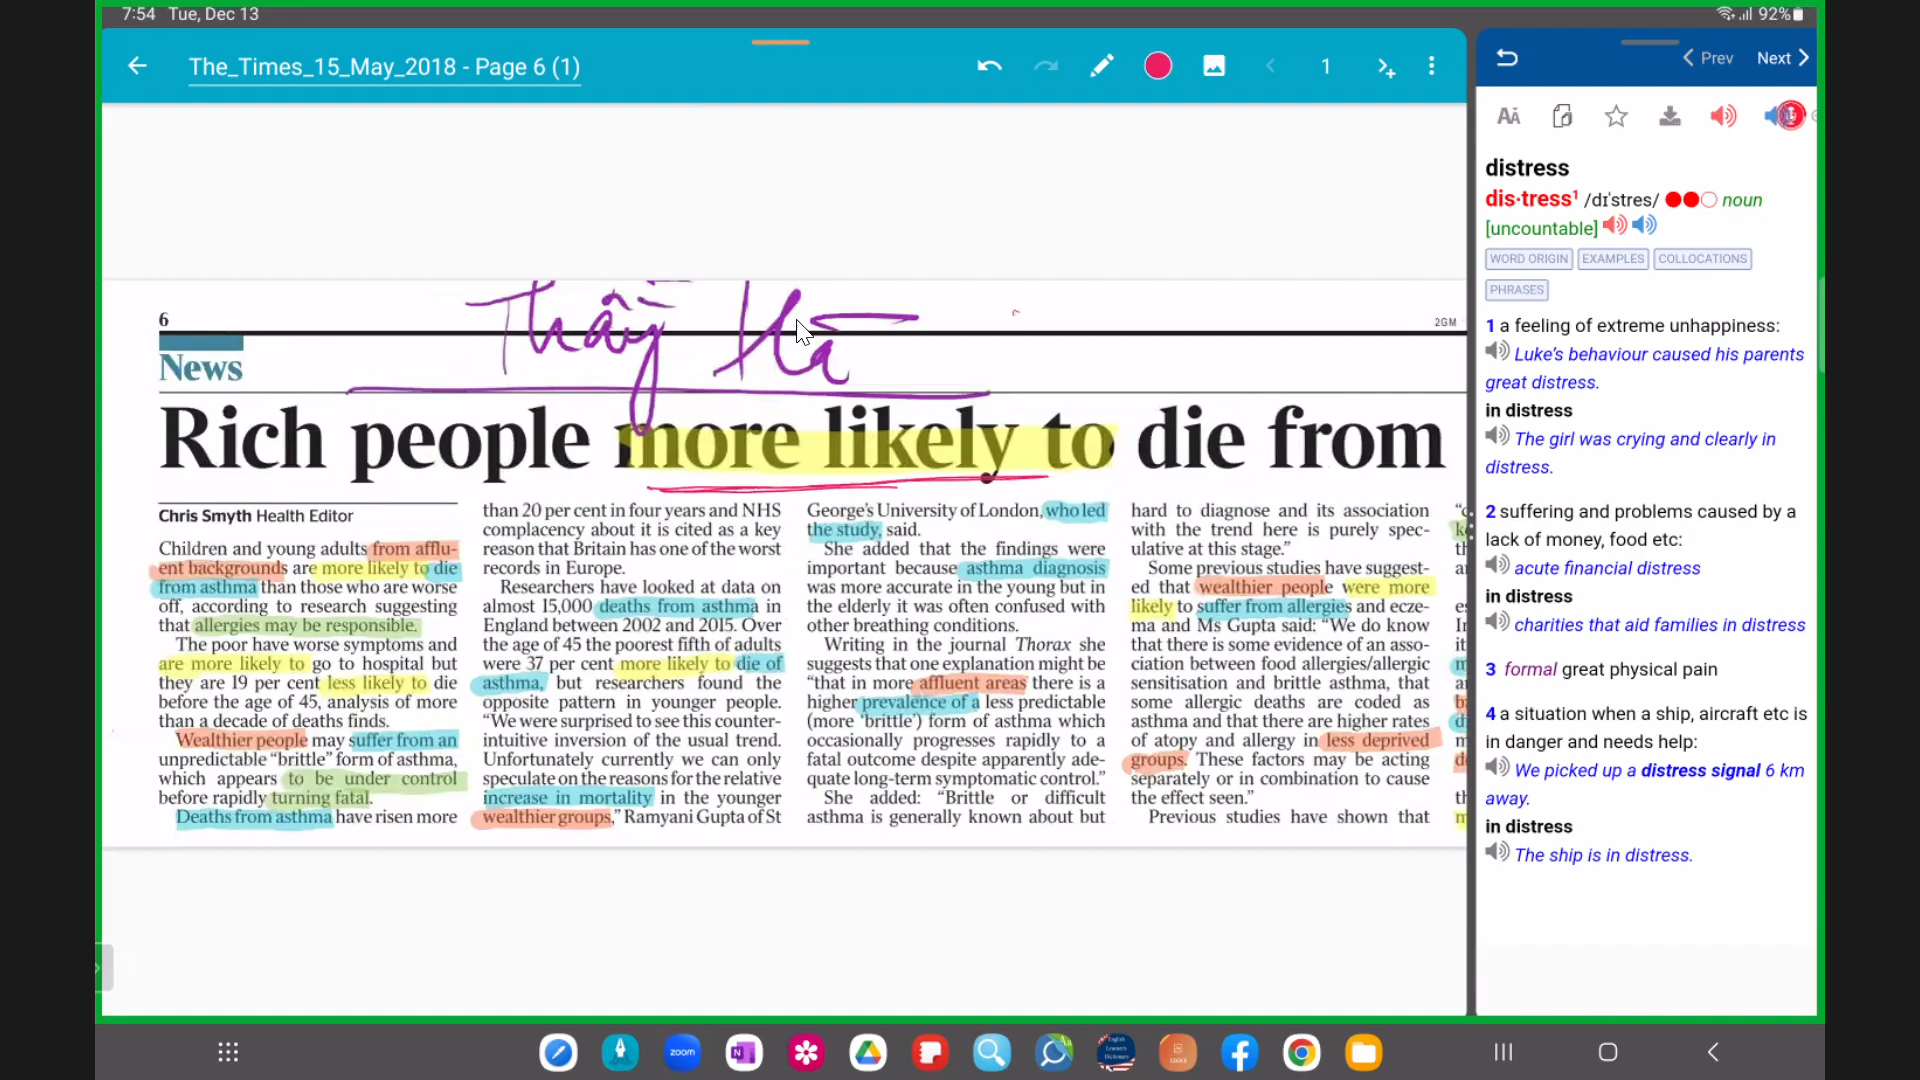 7:54 Tue, Dec 13
92%
The_Times_15_May_2018 - Page 6 (1)
1
Prev
Next
6
Thầy Hà
2GM
News
Rich people more likely to die from
Chris Smyth Health Editor
Children and young adults from afflu-
ent backgrounds are more likely to die
from asthma than those who are worse
off, according to research suggesting
that allergies may be responsible.
The poor have worse symptoms and
are more likely to go to hospital but
they are 19 per cent less likely to die
before the age of 45, analysis of more
than a decade of deaths finds.
Wealthier people may suffer from an
unpredictable “brittle” form of asthma,
which appears to be under control
before rapidly turning fatal.
Deaths from asthma have risen more
than 20 per cent in four years and NHS
complacency about it is cited as a key
reason that Britain has one of the worst
records in Europe.
Researchers have looked at data on
almost 15,000 deaths from asthma in
England between 2002 and 2015. Over
the age of 45 the poorest fifth of adults
were 37 per cent more likely to die of
asthma, but researchers found the
opposite pattern in younger people.
“We were surprised to see this counter-
intuitive inversion of the usual trend.
Unfortunately currently we can only
speculate on the reasons for the relative
increase in mortality in the younger
wealthier groups,” Ramyani Gupta of St
George’s University of London, who led
the study, said.
She added that the findings were
important because asthma diagnosis
was more accurate in the young but in
the elderly it was often confused with
other breathing conditions.
Writing in the journal Thorax she
suggests that one explanation might be
“that in more affluent areas there is a
higher prevalence of a less predictable
(more ‘brittle’) form of asthma which
occasionally progresses rapidly to a
fatal outcome despite apparently ade-
quate long-term symptomatic control.”
She added: “Brittle or difficult
asthma is generally known about but
hard to diagnose and its association
with the trend here is purely spec-
ulative at this stage.”
Some previous studies have suggest-
ed that wealthier people were more
likely to suffer from allergies and ecze-
ma and Ms Gupta said: “We do know
that there is some evidence of an asso-
ciation between food allergies/allergic
sensitisation and brittle asthma, that
some allergic deaths are coded as
asthma and that there are higher rates
of atopy and allergy in less deprived
groups. These factors may be acting
separately or in combination to cause
the effect seen.”
Previous studies have shown that
distress
dis·tress¹ /dɪˈstres/ noun
[uncountable]
WORD ORIGIN EXAMPLES COLLOCATIONS
PHRASES
1 a feeling of extreme unhappiness:
Luke’s behaviour caused his parents
great distress.
in distress
The girl was crying and clearly in
distress.
2 suffering and problems caused by a
lack of money, food etc:
acute financial distress
in distress
charities that aid families in distress
3 formal great physical pain
4 a situation when a ship, aircraft etc is
in danger and needs help:
We picked up a distress signal 6 km
away.
in distress
The ship is in distress.
zoom